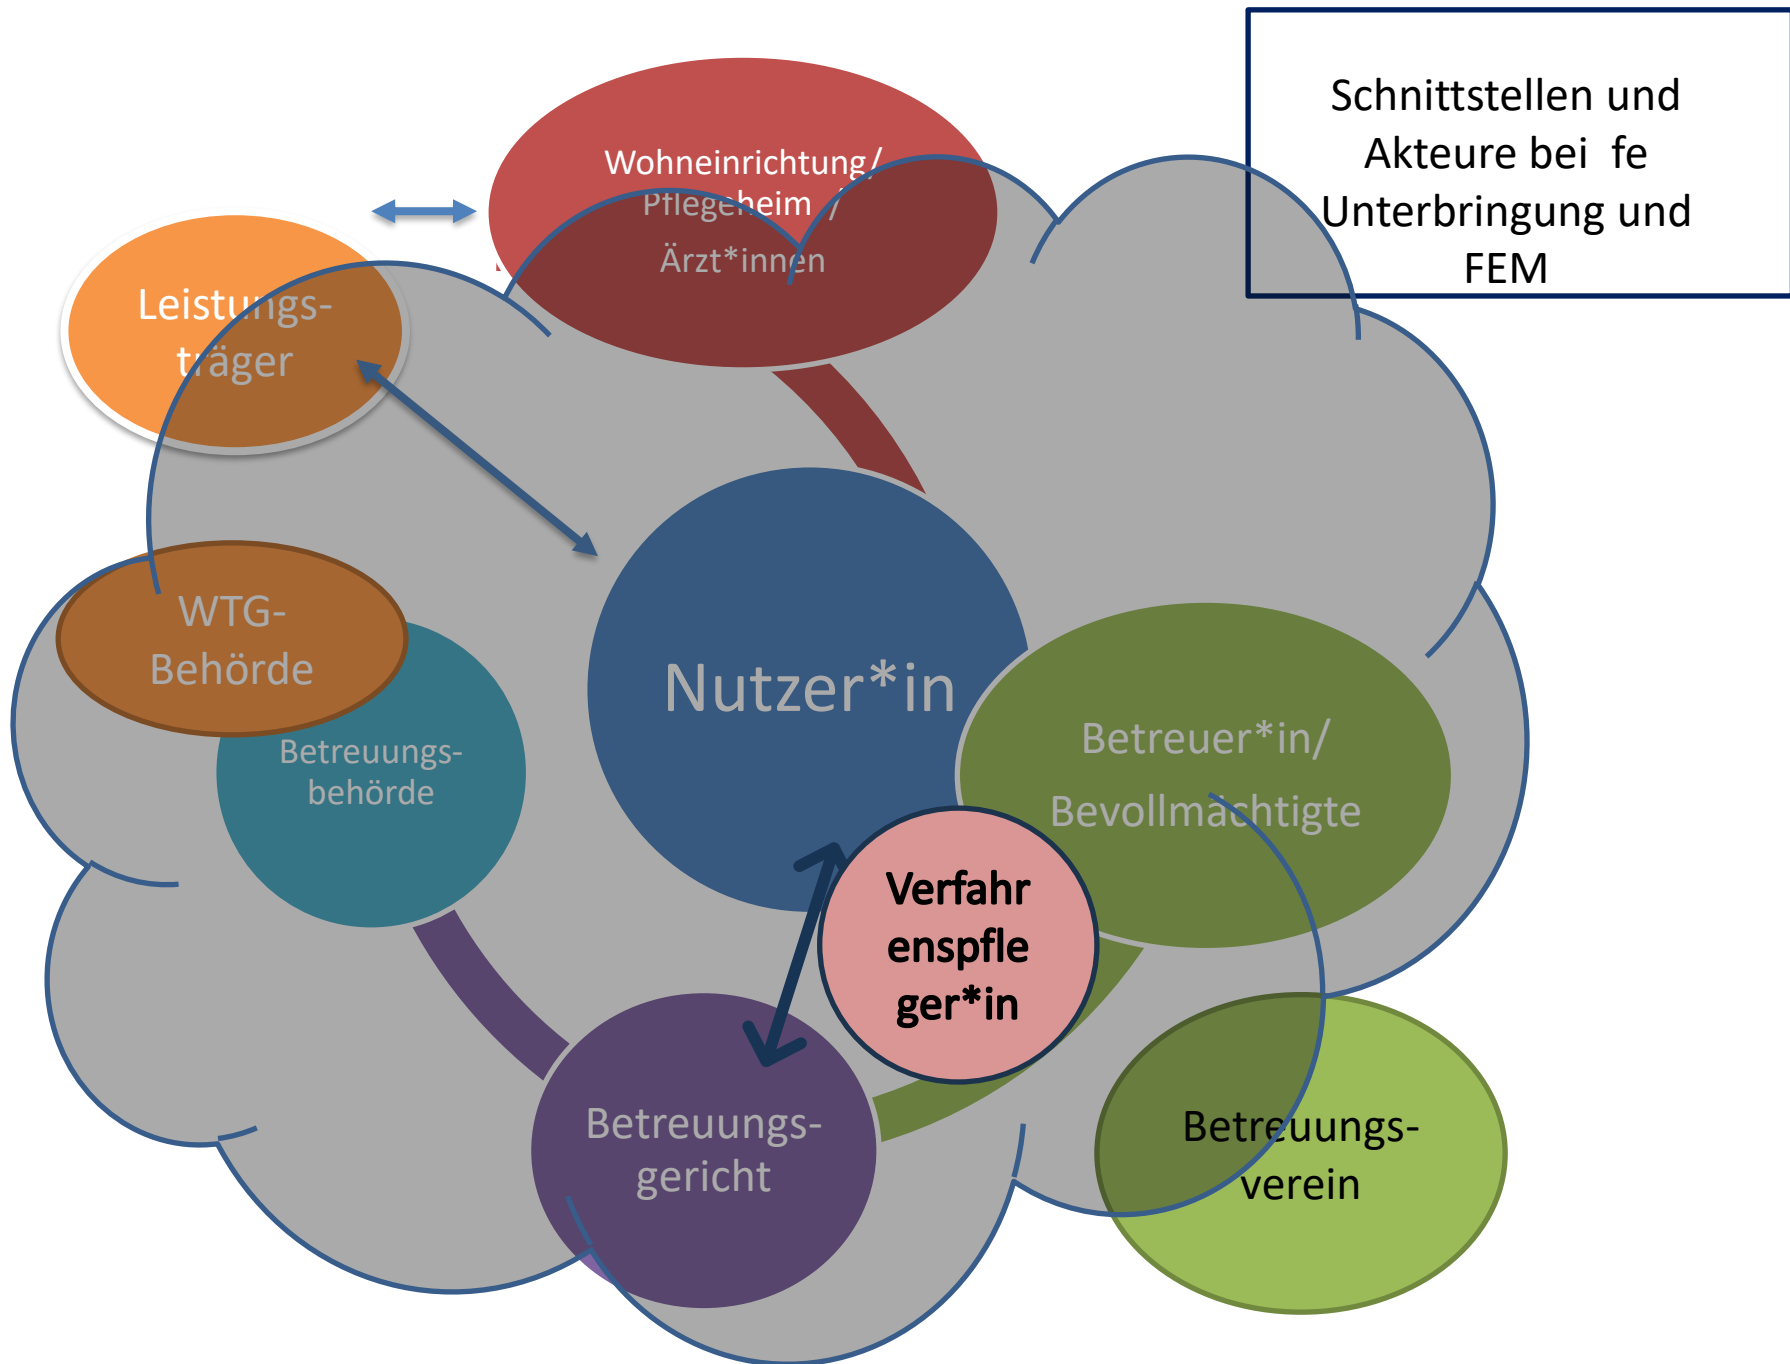 Schnittstellen und
Akteure bei fe
Unterbringung und
FEM
Wohneinrichtung/
Pflegeheim /
Ärzt*innen
Leistungs-
träger
WTG-
Behörde
Betreuungs-
behörde
Nutzer*in
Betreuer*in/
Bevollmächtigte
Verfahr
enspfle
ger*in
Betreuungs-
gericht
Betreuungs-
verein